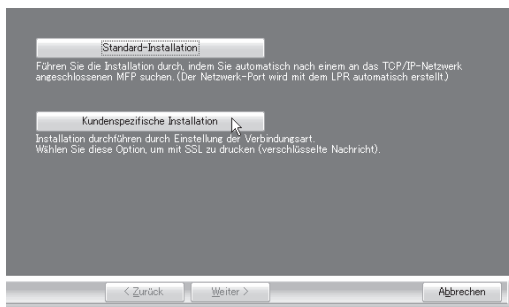 Standard-Installation
Führen Sie die Installation durch, indem Sie automatisch nach einem an das TCP/IP-Netzwerk
angeschlossenen MFP suchen. (Der Netzwerk-Port wird mit dem LPR automatisch erstellt.)
Kundenspezifische Installation
Installation durchführen durch Einstellung der Verbindungsart.
Wählen Sie diese Option, um mit SSL zu drucken (verschlüsselte Nachricht).
< Zurück
Weiter >
Abbrechen